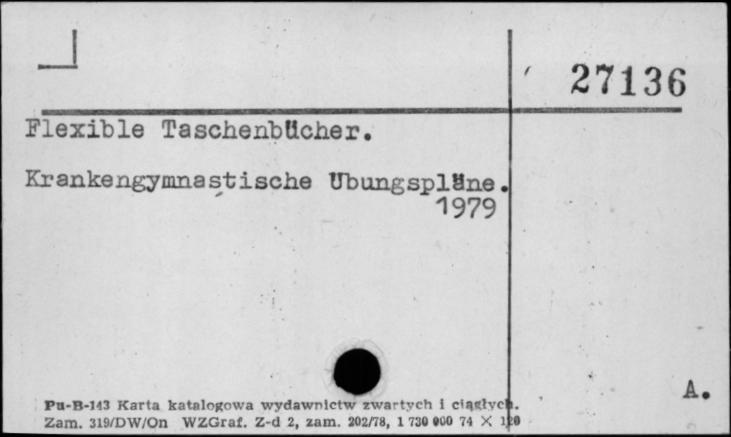 27136
Flexible Taschenbücher.
Krankengymnastische Übungspläne.
1979
A.
Pu-B-143 Karta katalogowa wydawnictw zwartych i ciągłych.
Zam. 319/DW/On WZGraf. Z-d 2, zam. 202/78, 1 730 000 74 × 120